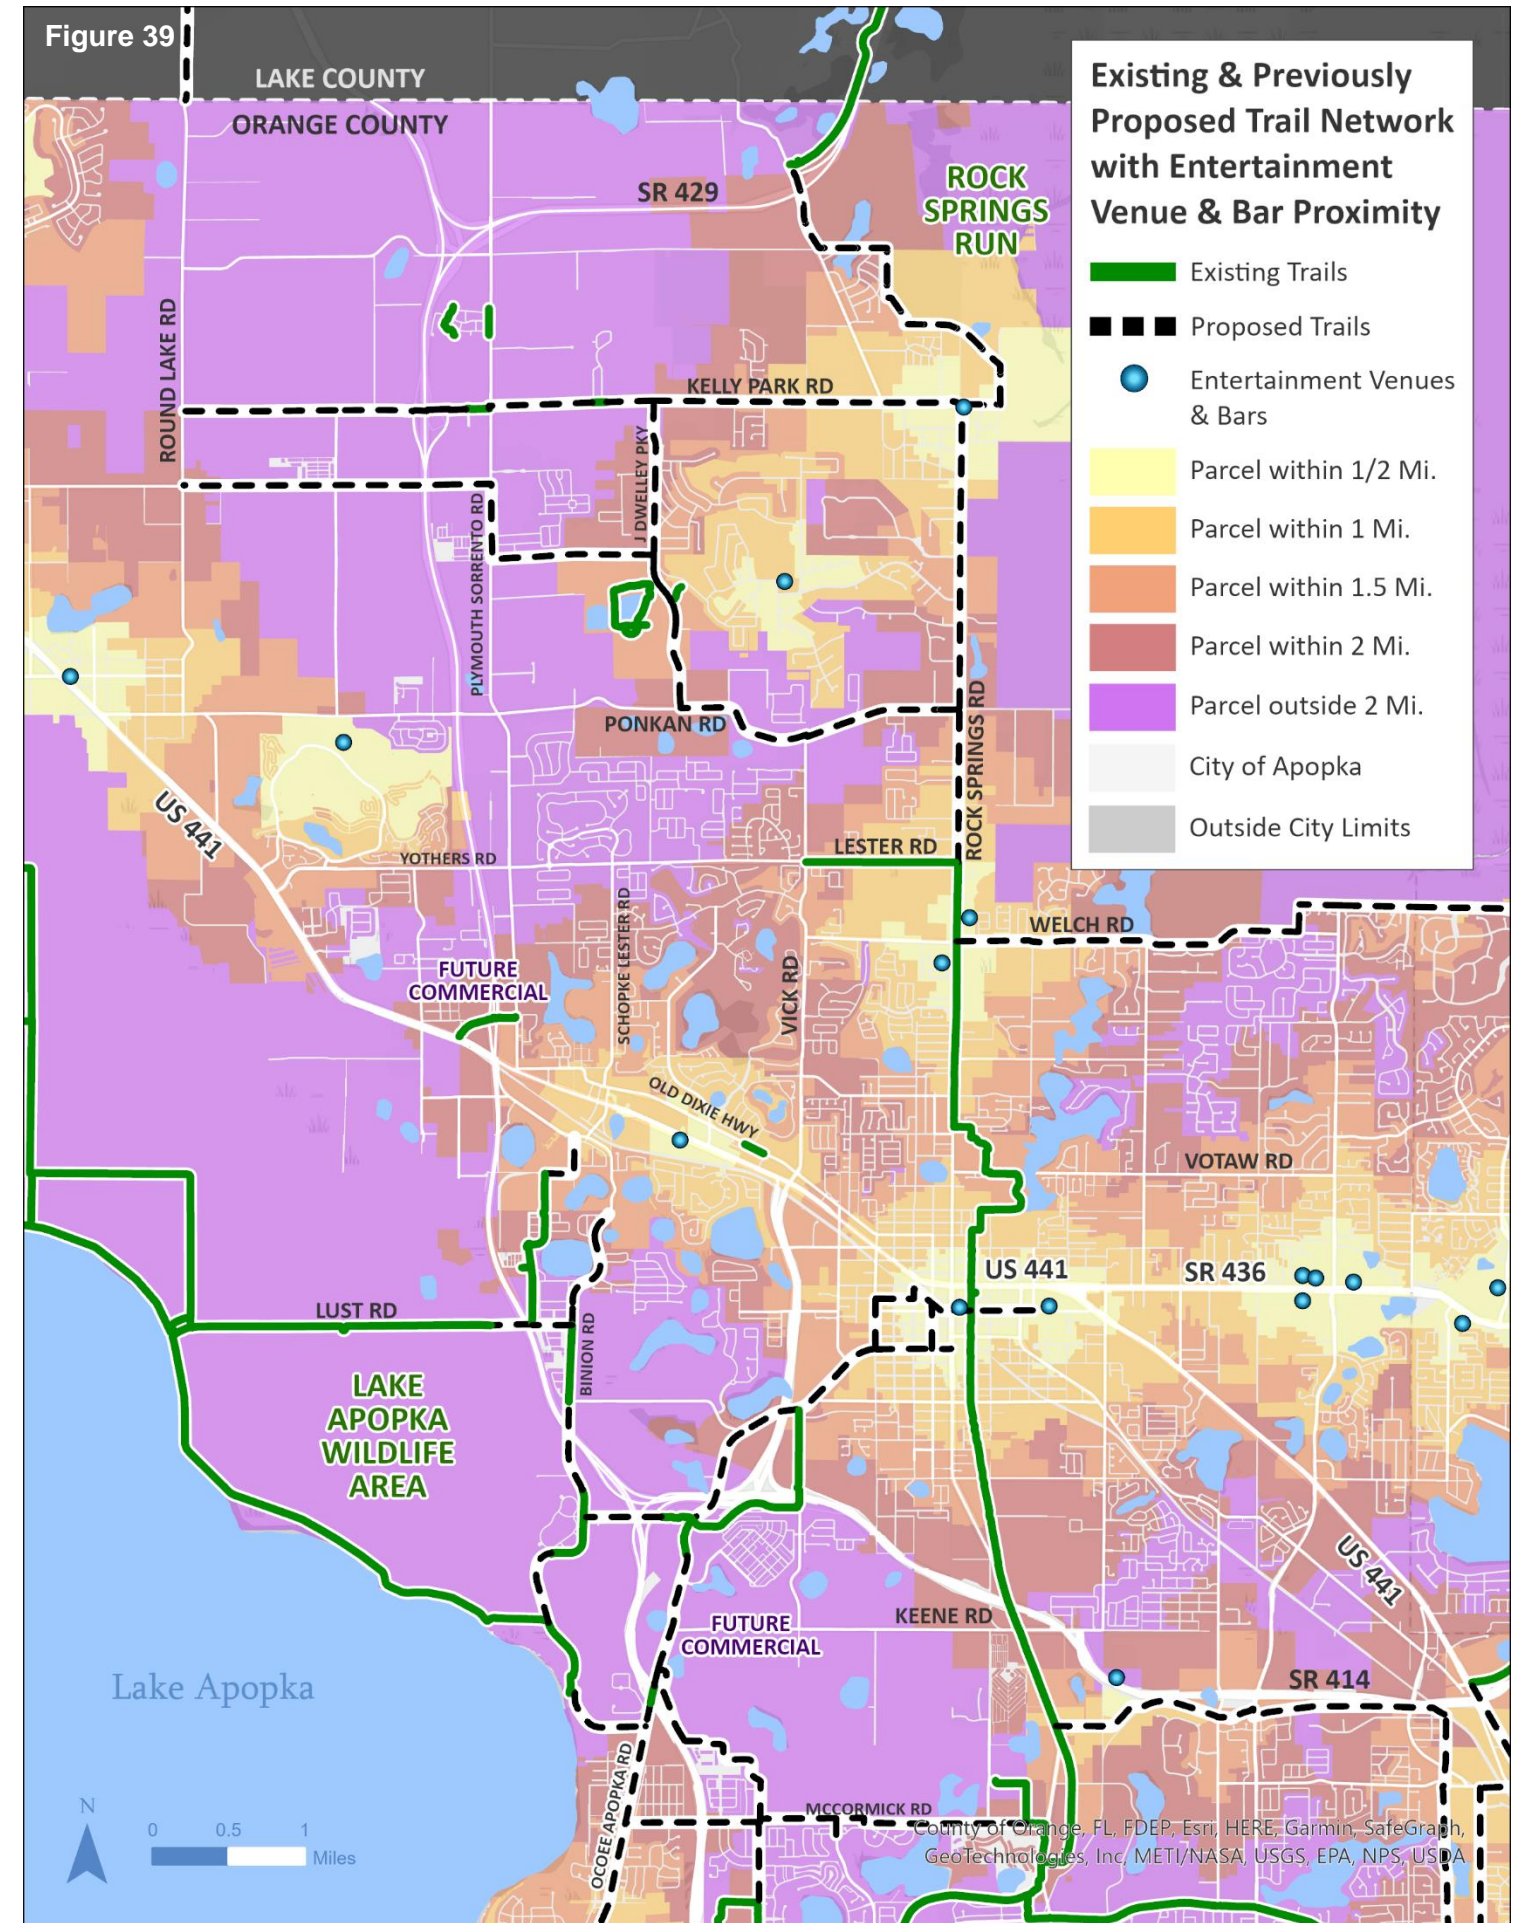 Figure 39
LAKE COUNTY
ORANGE COUNTY
Existing & Previously
Proposed Trail Network
with Entertainment
Venue & Bar Proximity
Existing Trails
Proposed Trails
Entertainment Venues
& Bars
Parcel within 1/2 Mi.
Parcel within 1 Mi.
Parcel within 1.5 Mi.
Parcel within 2 Mi.
Parcel outside 2 Mi.
City of Apopka
Outside City Limits
SR 429
ROCK
SPRINGS
RUN
ROUND LAKE RD
KELLY PARK RD
J DWELLEY PKY
PLYMOUTH SORRENTO RD
PONKAN RD
ROCK SPRINGS RD
US 441
YOTHERS RD
LESTER RD
SCHOPKE LESTER RD
WELCH RD
VICK RD
FUTURE
COMMERCIAL
OLD DIXIE HWY
VOTAW RD
US 441
SR 436
LUST RD
BINION RD
LAKE
APOPKA
WILDLIFE
AREA
US 441
KEENE RD
FUTURE
COMMERCIAL
Lake Apopka
SR 414
OCOEE APOPKA RD
MCCORMICK RD
N
0 0.5 1
Miles
County of Orange, FL, FDEP, Esri, HERE, Garmin, SafeGraph,
GeoTechnologies, Inc, METI/NASA, USGS, EPA, NPS, USDA